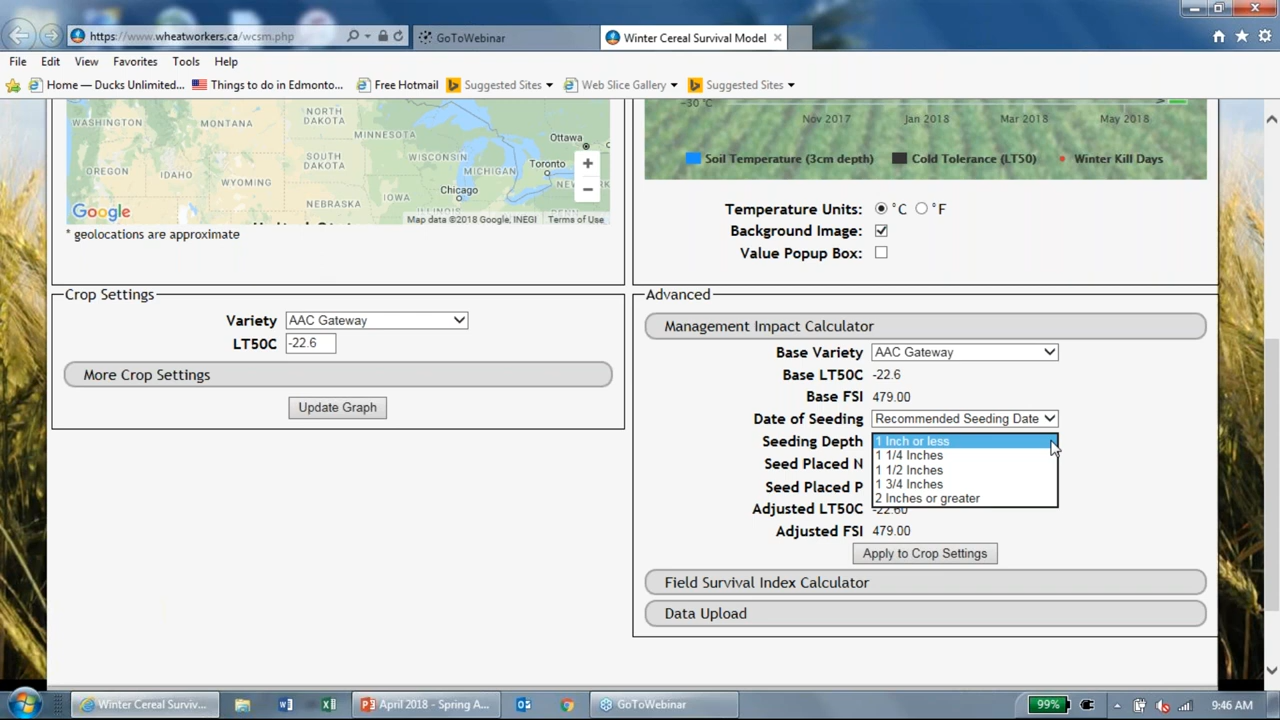 https://www.wheatworkers.ca/wcsm.php
GoToWebinar
Winter Cereal Survival Model
File Edit View Favorites Tools Help
Home — Ducks Unlimited...
Things to do in Edmonto...
Free Hotmail
Suggested Sites
Web Slice Gallery
Suggested Sites
WASHINGTON
MONTANA
NORTH
DAKOTA
MINNESOTA
Ottawa
OREGON
IDAHO
SOUTH
DAKOTA
WISCONSIN
MICHIGAN
Toronto
WYOMING
IOWA
Chicago
NEBRASKA
Google
Map data ©2018 Google, INEGI
Terms of Use
* geolocations are approximate
−30 °C
Nov 2017
Jan 2018
Mar 2018
May 2018
Soil Temperature (3cm depth)
Cold Tolerance (LT50)
Winter Kill Days
Temperature Units: °C °F
Background Image:
Value Popup Box:
Crop Settings
Variety AAC Gateway
LT50C -22.6
More Crop Settings
Update Graph
Advanced
Management Impact Calculator
Base Variety AAC Gateway
Base LT50C -22.6
Base FSI 479.00
Date of Seeding Recommended Seeding Date
Seeding Depth 1 Inch or less
1 1/4 Inches
Seed Placed N 1 1/2 Inches
Seed Placed P 1 3/4 Inches
2 Inches or greater
Adjusted LT50C -22.60
Adjusted FSI 479.00
Apply to Crop Settings
Field Survival Index Calculator
Data Upload
Winter Cereal Surviv...
April 2018 - Spring A...
GoToWebinar
99%
9:46 AM